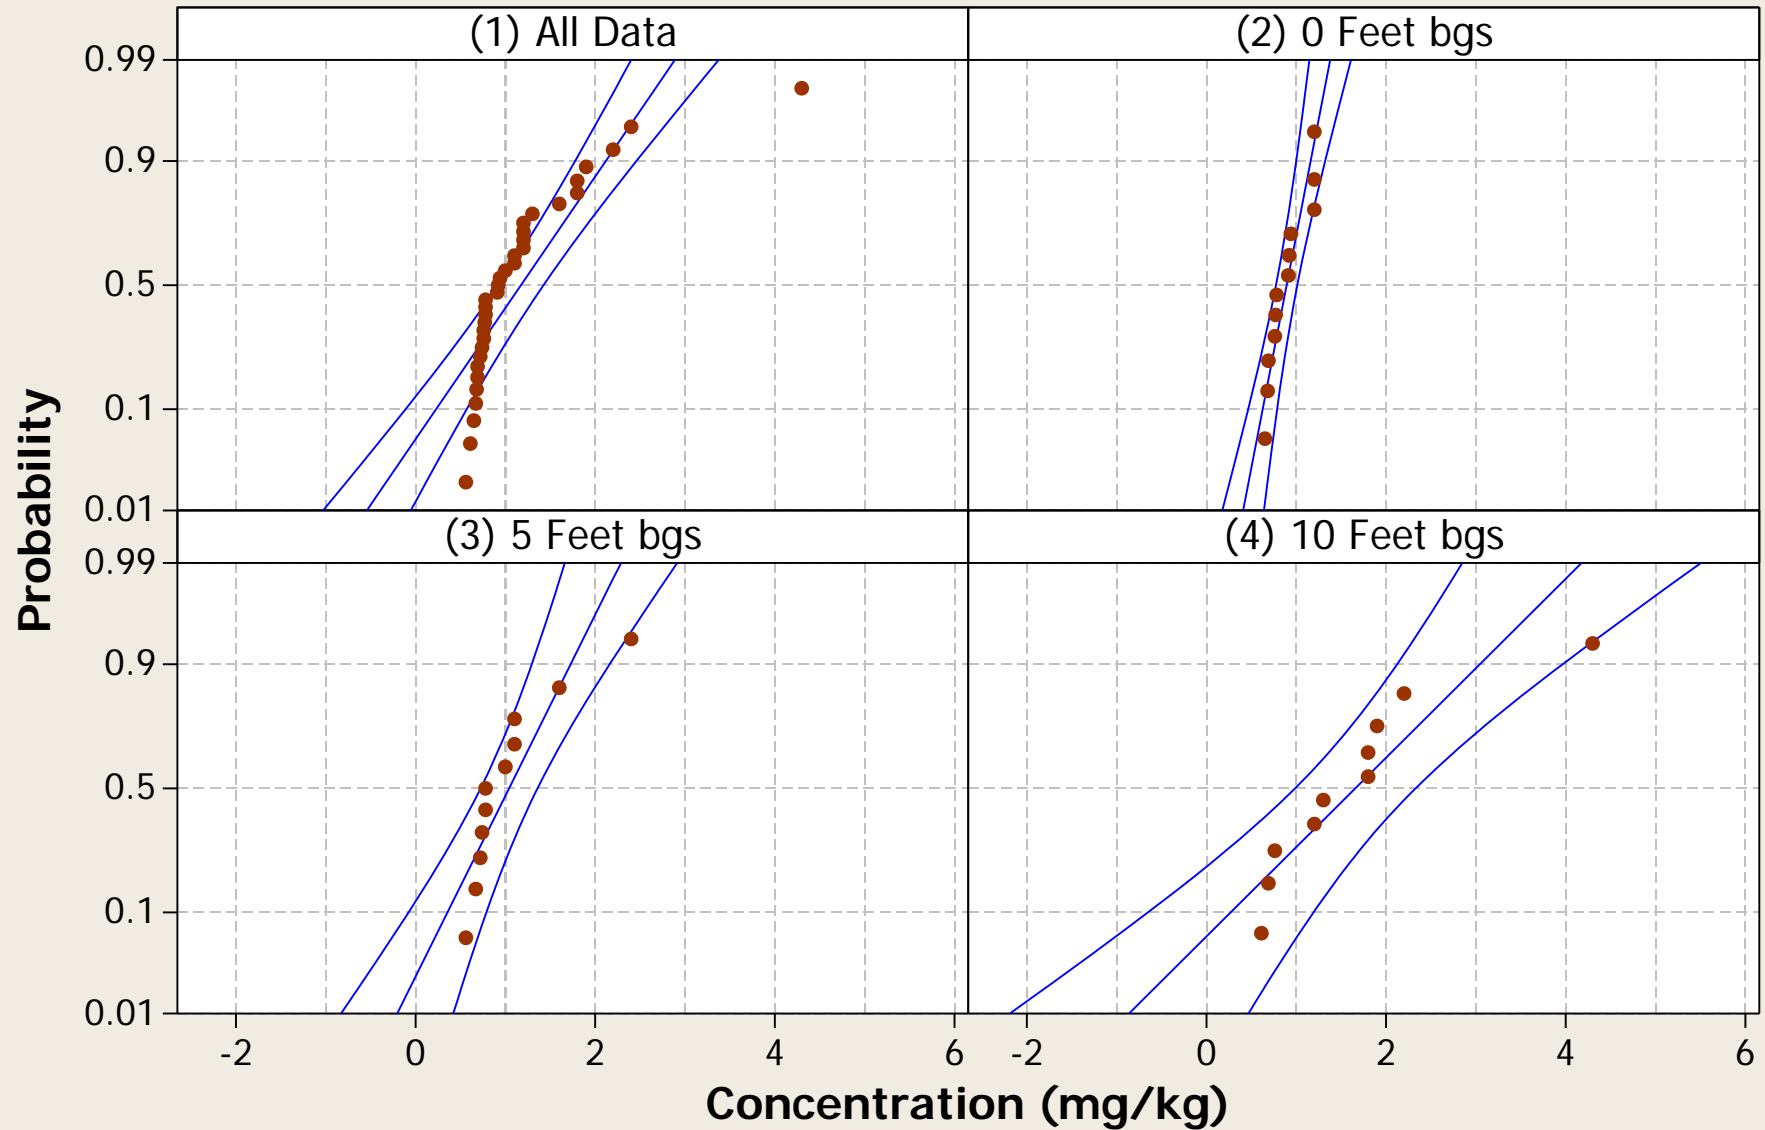 (1) All Data
(2) 0 Feet bgs
0.99
0.9
0.5
0.1
0.01
(3) 5 Feet bgs
(4) 10 Feet bgs
0.99
0.9
0.5
0.1
0.01
Probability
-2 0 2 4 6 -2 0 2 4 6
Concentration (mg/kg)